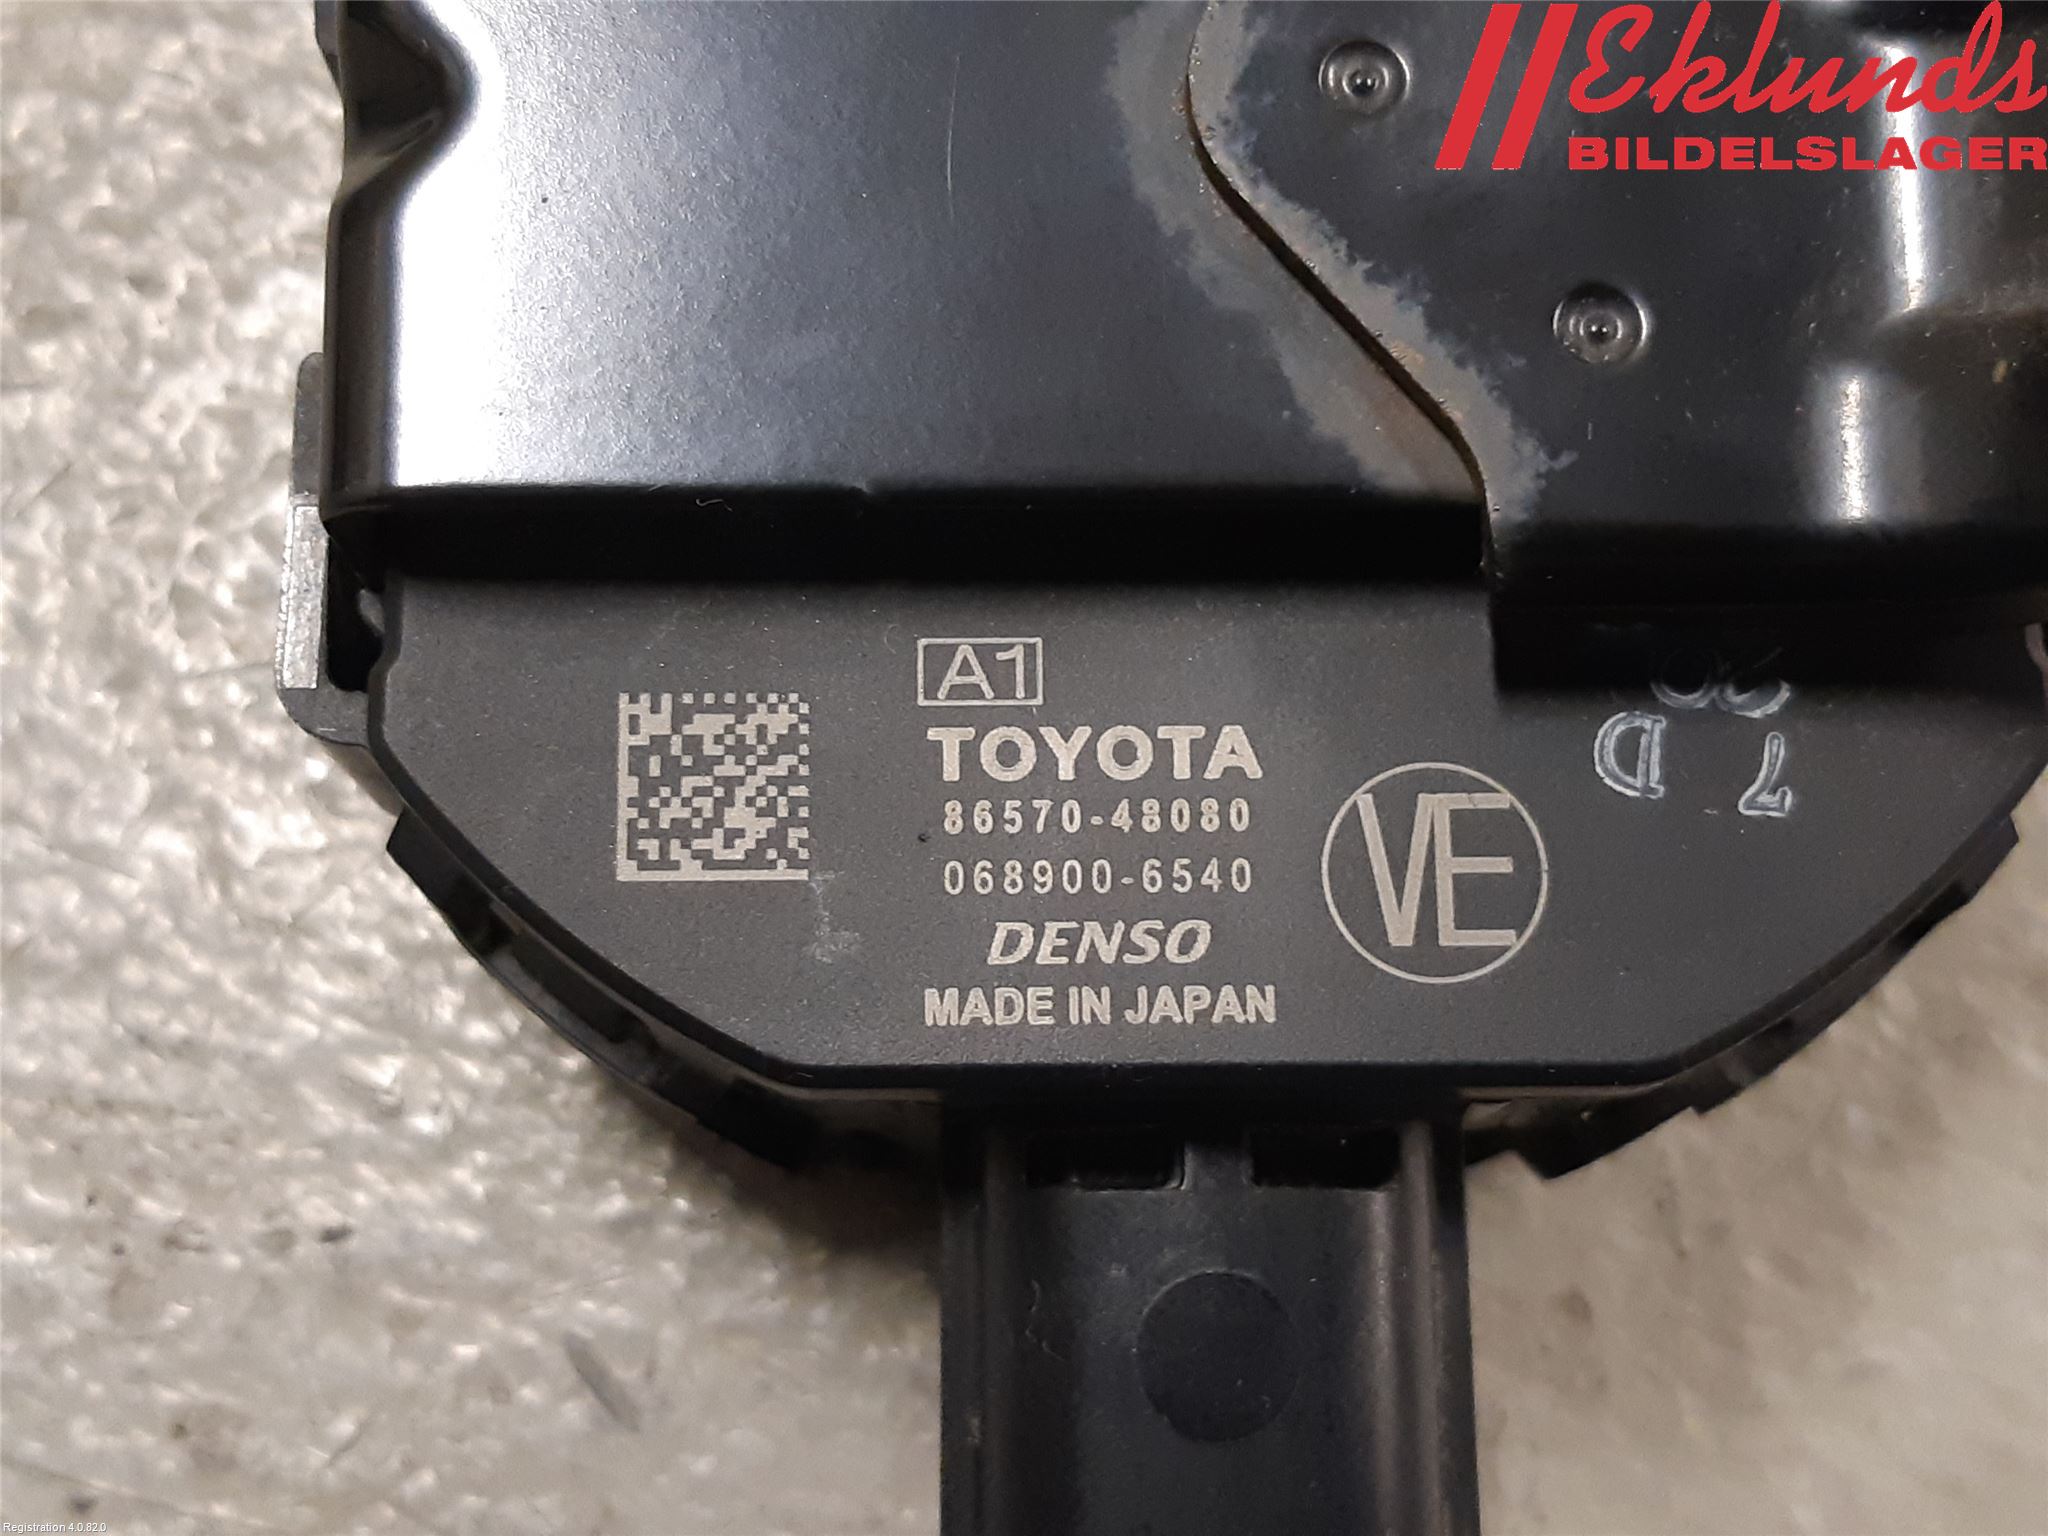 Eklunds
BILDELSLAGER
A1
TOYOTA
86570-48080
068900-6540
DENSO
MADE IN JAPAN
VE
7 D
Registration 4.0.82.0